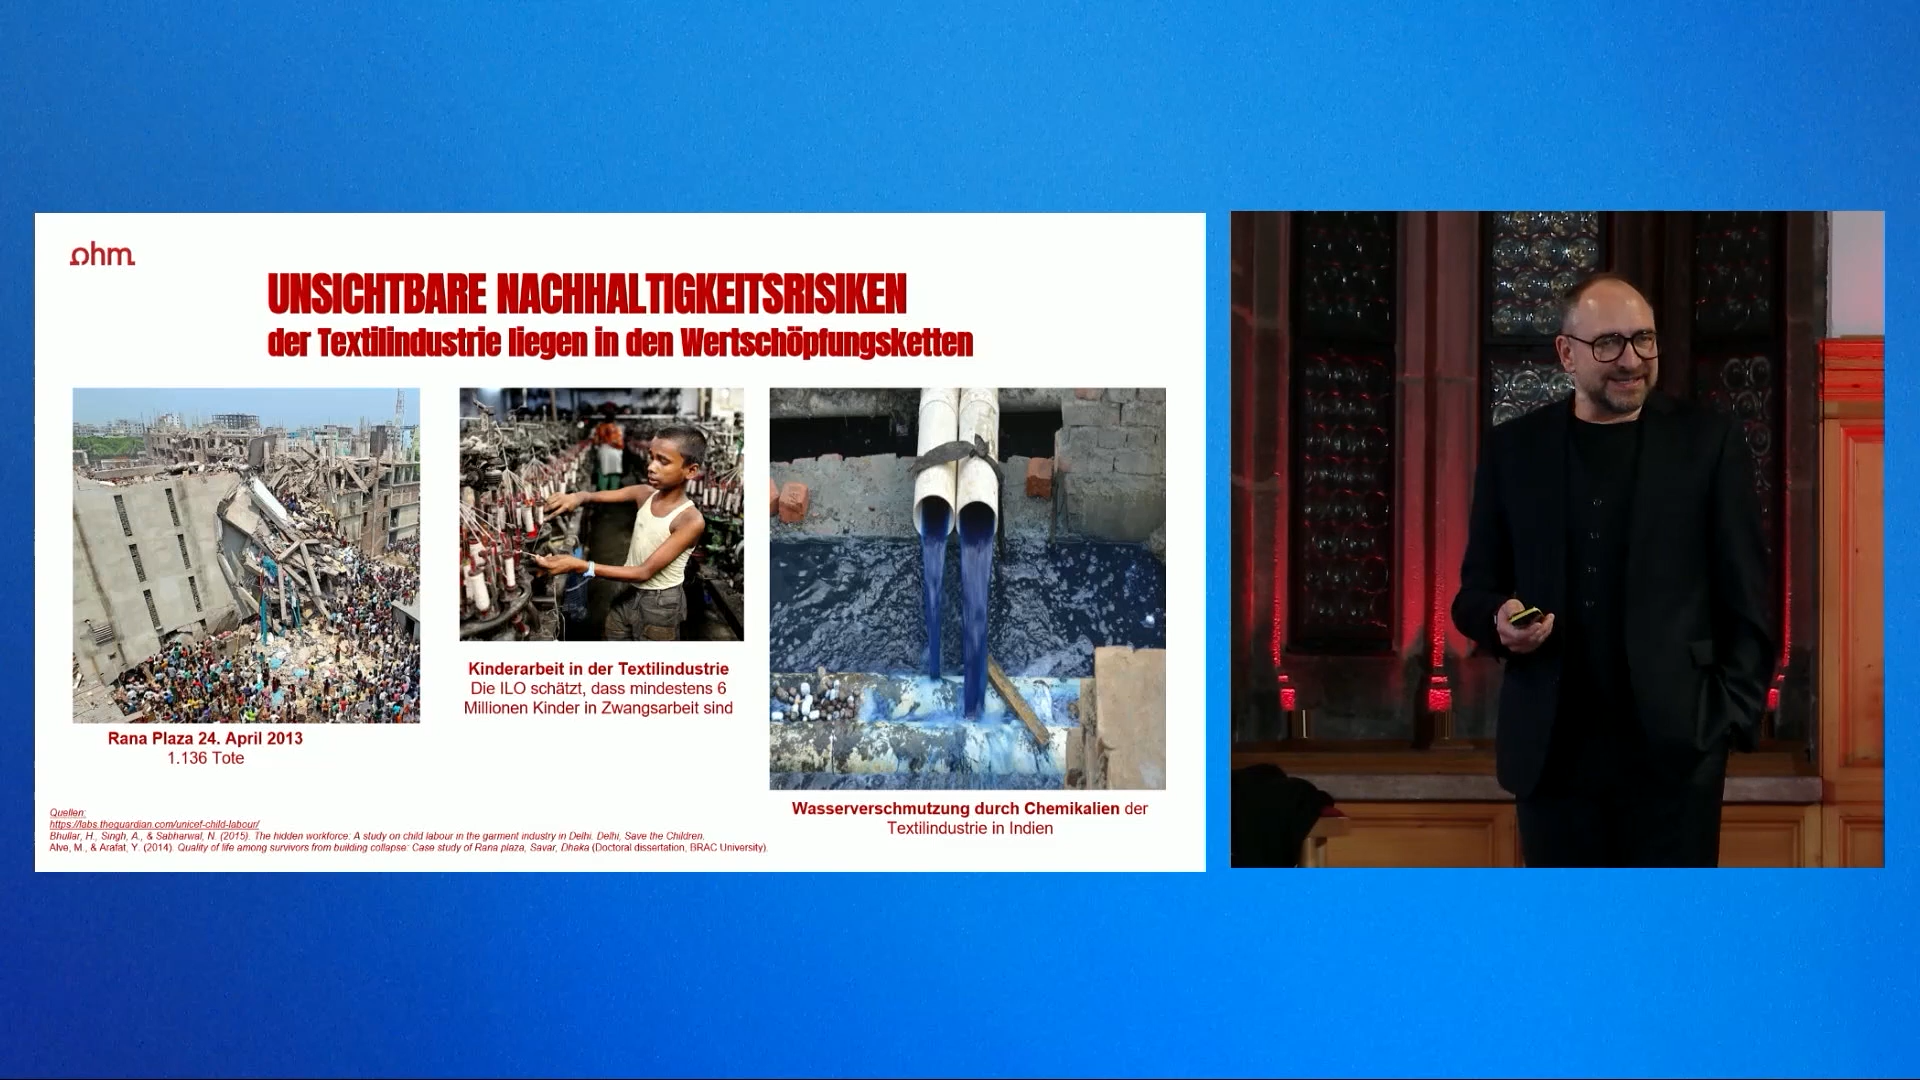 ohm
UNSICHTBARE NACHHALTIGKEITSRISIKEN
der Textilindustrie liegen in den Wertschöpfungsketten
Rana Plaza 24. April 2013
1.136 Tote
Kinderarbeit in der Textilindustrie
Die ILO schätzt, dass mindestens 6
Millionen Kinder in Zwangsarbeit sind
Wasserverschmutzung durch Chemikalien der
Textilindustrie in Indien
Quellen:
https://labs.theguardian.com/unicef-child-labour/
Bhullar, H., Singh, A., & Sabharwal, N. (2015). The hidden workforce: A study on child labour in the garment industry in Delhi. Delhi, Save the Children.
Alve, M., & Arafat, Y. (2014). Quality of life among survivors from building collapse: Case study of Rana plaza, Savar, Dhaka (Doctoral dissertation, BRAC University).